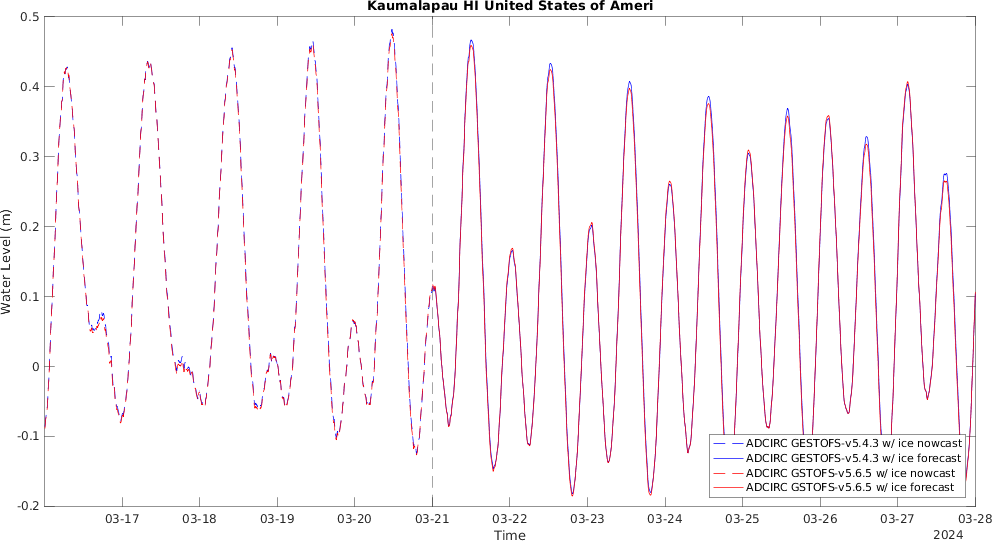 Kaumalapau HI United States of Ameri
Water Level (m)
0.5
0.4
0.3
0.2
0.1
0
-0.1
-0.2
ADCIRC GESTOFS-v5.4.3 w/ ice nowcast
ADCIRC GESTOFS-v5.4.3 w/ ice forecast
ADCIRC GSTOFS-v5.6.5 w/ ice nowcast
ADCIRC GSTOFS-v5.6.5 w/ ice forecast
03-17 03-18 03-19 03-20 03-21 03-22 03-23 03-24 03-25 03-26 03-27 03-28
Time
2024